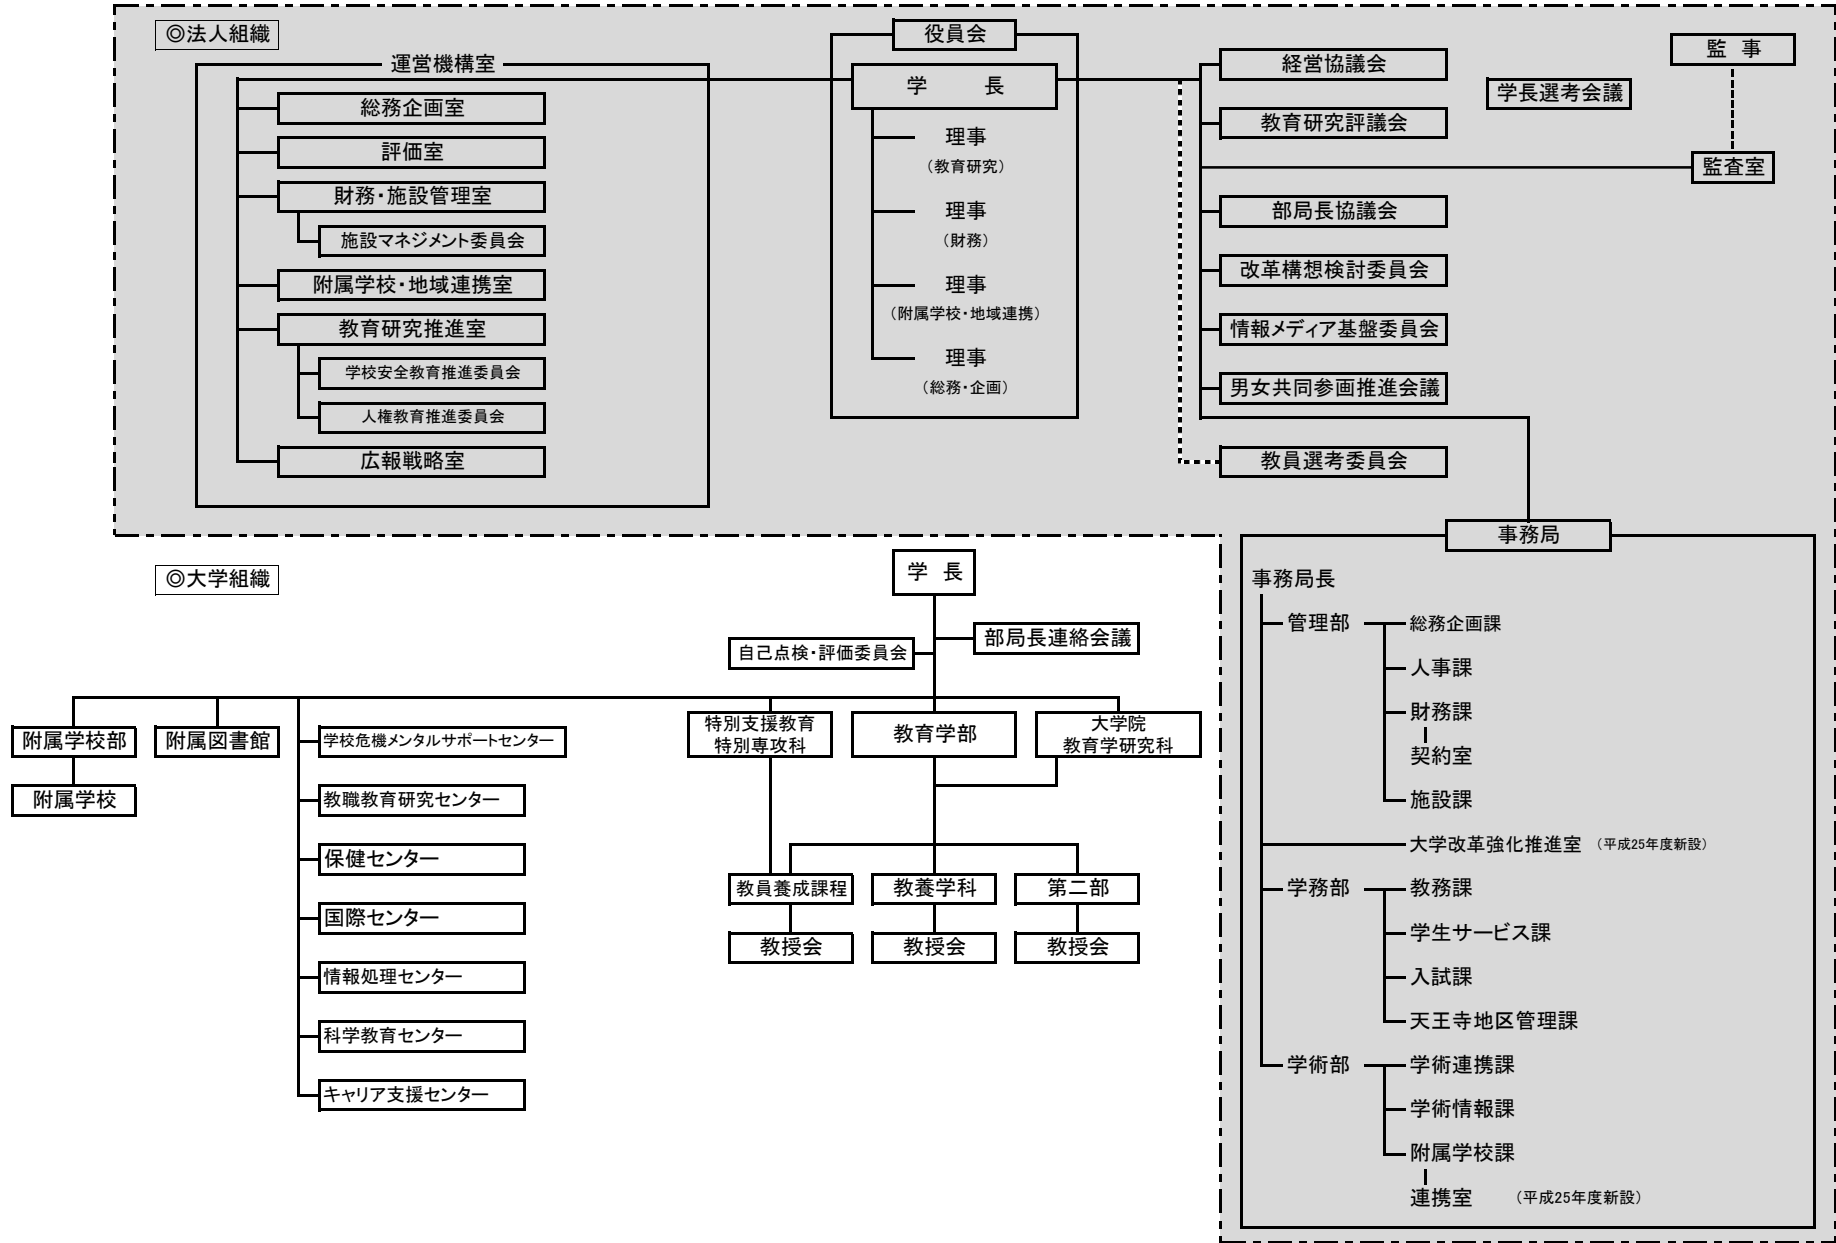 ◎法人組織
運営機構室
総務企画室
評価室
財務・施設管理室
施設マネジメント委員会
附属学校・地域連携室
教育研究推進室
学校安全教育推進委員会
人権教育推進委員会
広報戦略室
役員会
学 長
理事
（教育研究）
理事
（財務）
理事
（附属学校・地域連携）
理事
（総務・企画）
経営協議会
教育研究評議会
部局長協議会
改革構想検討委員会
情報メディア基盤委員会
男女共同参画推進会議
教員選考委員会
学長選考会議
監 事
監査室
事務局
事務局長
管理部
総務企画課
人事課
財務課
契約室
施設課
大学改革強化推進室 （平成25年度新設）
学務部
教務課
学生サービス課
入試課
天王寺地区管理課
学術部
学術連携課
学術情報課
附属学校課
連携室 （平成25年度新設）
◎大学組織
学 長
部局長連絡会議
自己点検・評価委員会
附属学校部
附属学校
附属図書館
学校危機メンタルサポートセンター
教職教育研究センター
保健センター
国際センター
情報処理センター
科学教育センター
キャリア支援センター
特別支援教育
特別専攻科
教育学部
大学院
教育学研究科
教員養成課程
教養学科
第二部
教授会
教授会
教授会